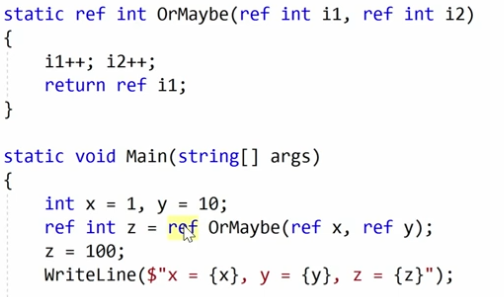 static ref int OrMaybe(ref int i1, ref int i2)
{
i1++; i2++;
return ref i1;
}
static void Main(string[] args)
{
int x = 1, y = 10;
ref int z = ref OrMaybe(ref x, ref y);
z = 100;
WriteLine($"x = {x}, y = {y}, z = {z}");